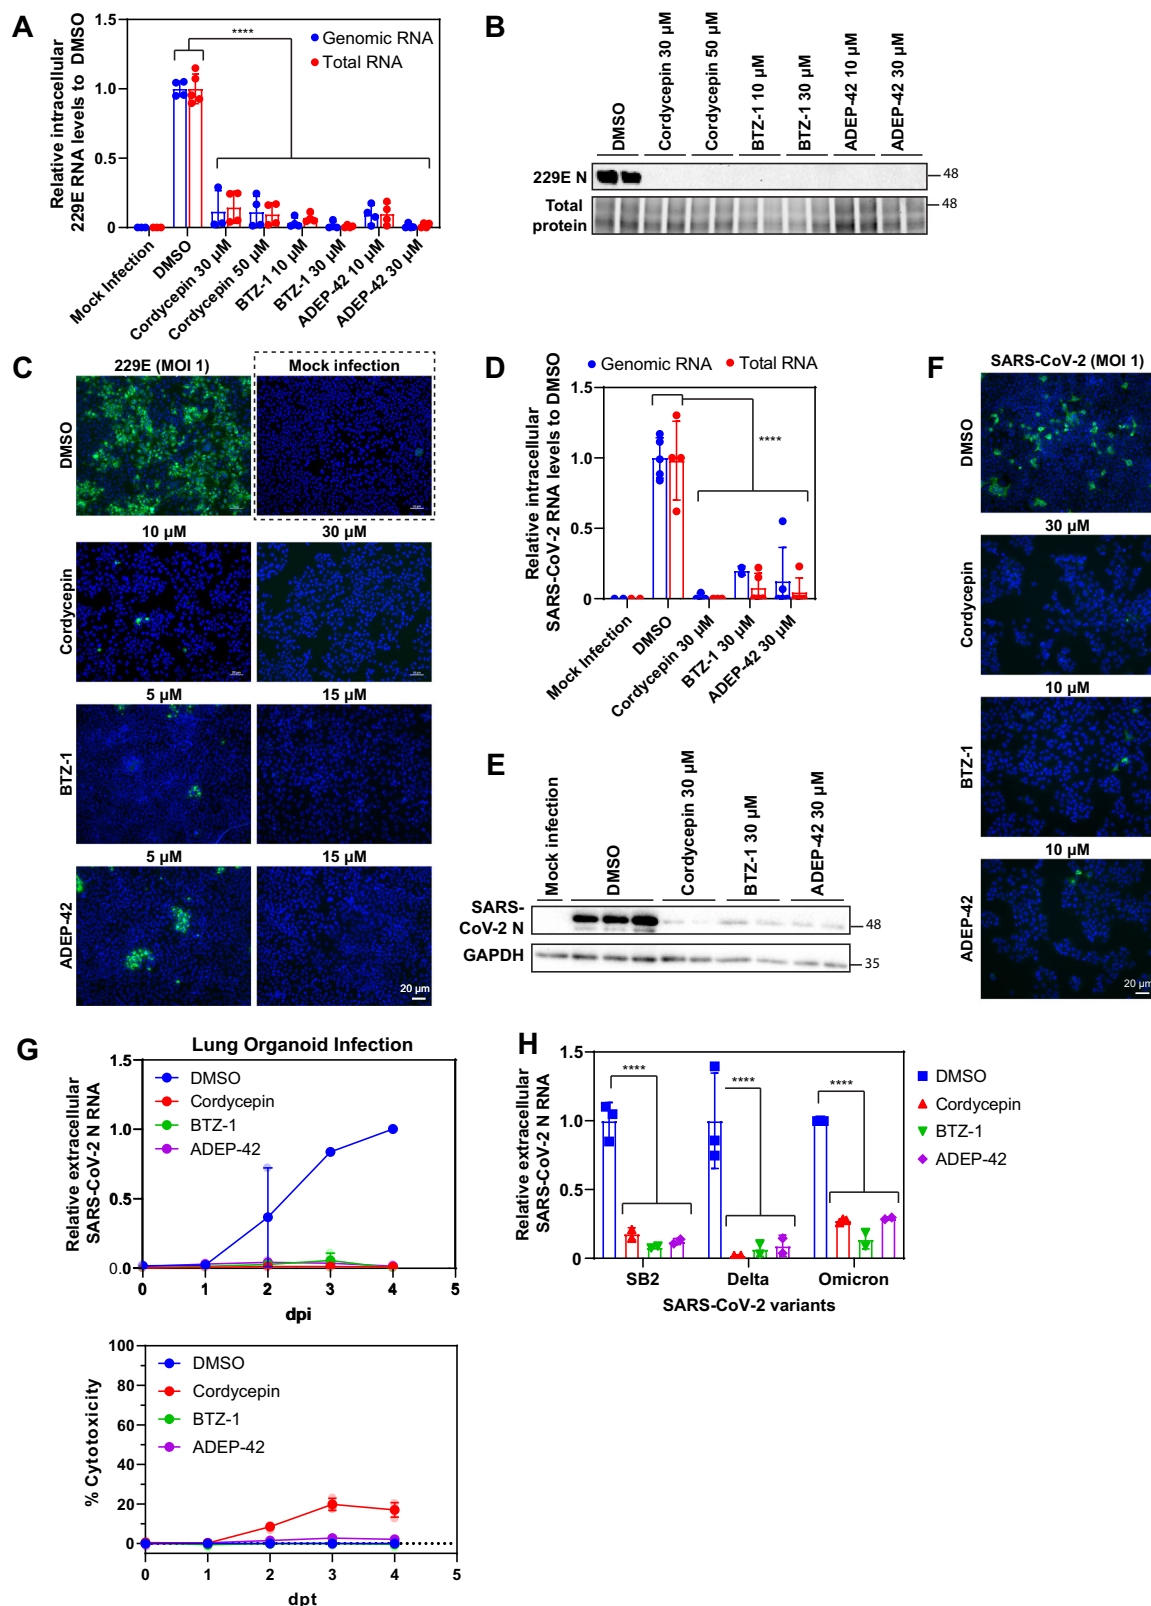 A
Relative intracellular
229E RNA levels to DMSO
1.5
1.0
0.5
0
****
Genomic RNA
Total RNA
Mock Infection
DMSO
Cordycepin 30 µM
Cordycepin 50 µM
BTZ-1 10 µM
BTZ-1 30 µM
ADEP-42 10 µM
ADEP-42 30 µM
B
DMSO
Cordycepin 30 µM
Cordycepin 50 µM
BTZ-1 10 µM
BTZ-1 30 µM
ADEP-42 10 µM
ADEP-42 30 µM
229E N
48
Total
protein
48
C
229E (MOI 1)
Mock infection
DMSO
10 µM
30 µM
Cordycepin
5 µM
15 µM
BTZ-1
5 µM
15 µM
ADEP-42
20 µm
D
Genomic RNA
Total RNA
Relative intracellular
SARS-CoV-2 RNA levels to DMSO
1.5
1.0
0.5
0
****
Mock Infection
DMSO
Cordycepin 30 µM
BTZ-1 30 µM
ADEP-42 30 µM
E
Mock infection
DMSO
Cordycepin 30 µM
BTZ-1 30 µM
ADEP-42 30 µM
SARS-
CoV-2 N
48
GAPDH
35
F
SARS-CoV-2 (MOI 1)
DMSO
30 µM
Cordycepin
10 µM
BTZ-1
10 µM
ADEP-42
20 µm
G
Lung Organoid Infection
Relative extracellular
SARS-CoV-2 N RNA
1.5
1.0
0.5
0.0
DMSO
Cordycepin
BTZ-1
ADEP-42
0 1 2 3 4 5
dpi
% Cytotoxicity
100
80
60
40
20
0
DMSO
Cordycepin
BTZ-1
ADEP-42
0 1 2 3 4 5
dpt
H
Relative extracellular
SARS-CoV-2 N RNA
1.5
1.0
0.5
0
****
****
****
DMSO
Cordycepin
BTZ-1
ADEP-42
SB2 Delta Omicron
SARS-CoV-2 variants